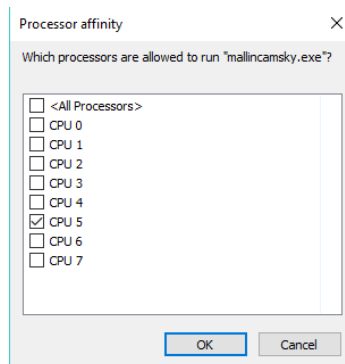 Processor affinity
Which processors are allowed to run "mallincamsky.exe"?
<All Processors>
CPU 0
CPU 1
CPU 2
CPU 3
CPU 4
CPU 5
CPU 6
CPU 7
OK Cancel